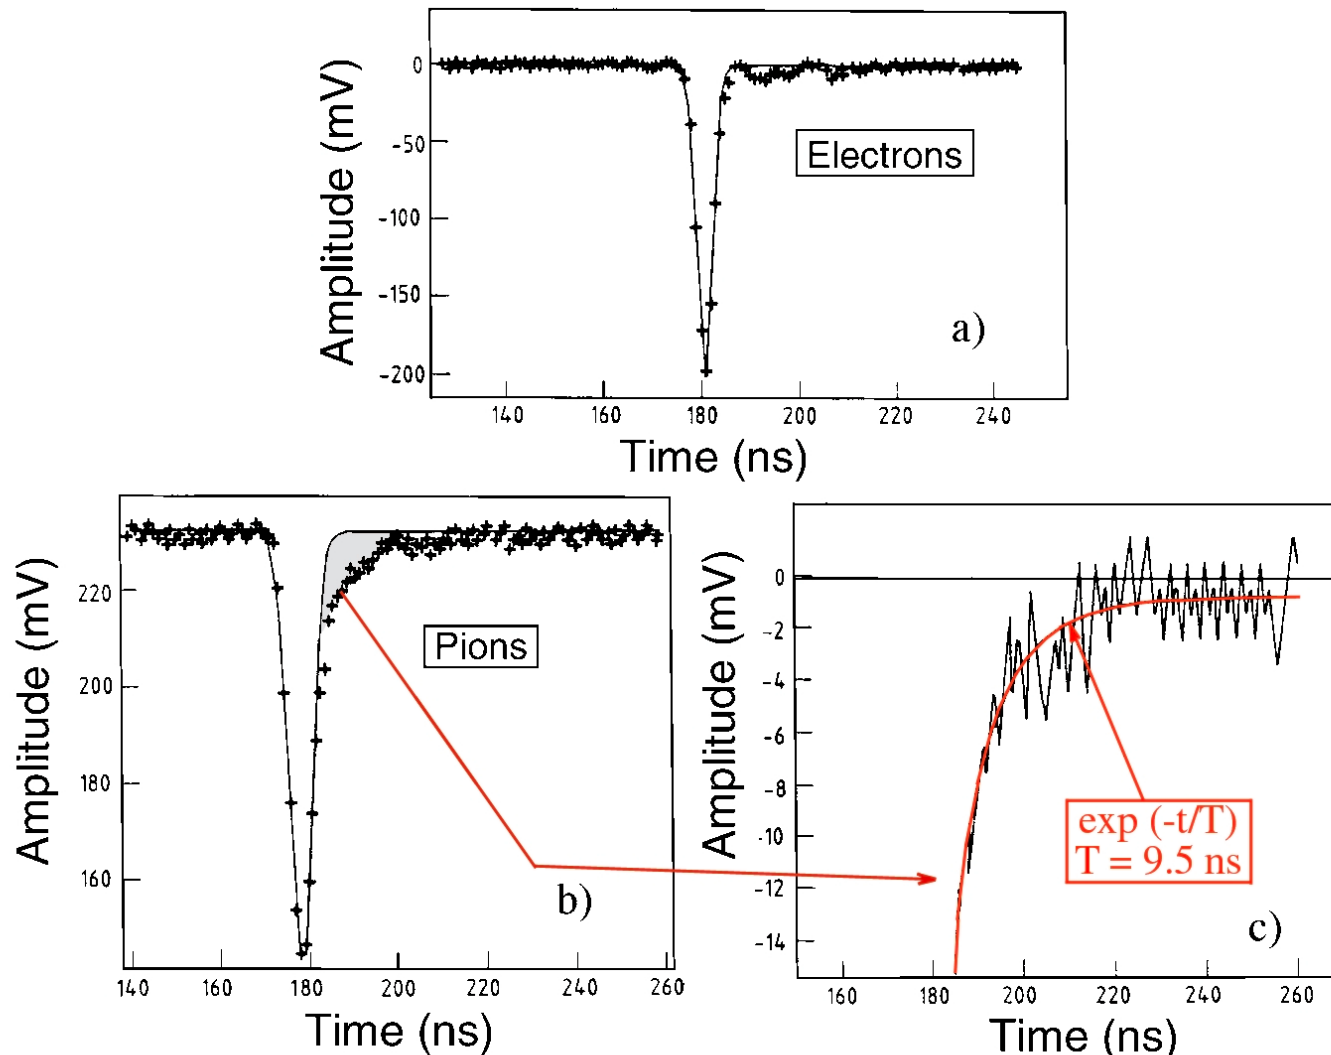 Amplitude (mV)
0
-50
-100
-150
-200
Electrons
a)
140 160 180 200 220 240
Time (ns)
Amplitude (mV)
220
200
180
160
Pions
b)
140 160 180 200 220 240 260
Time (ns)
Amplitude (mV)
0
-2
-4
-6
-8
-10
-12
-14
exp (-t/T)
T = 9.5 ns
c)
160 180 200 220 240 260
Time (ns)